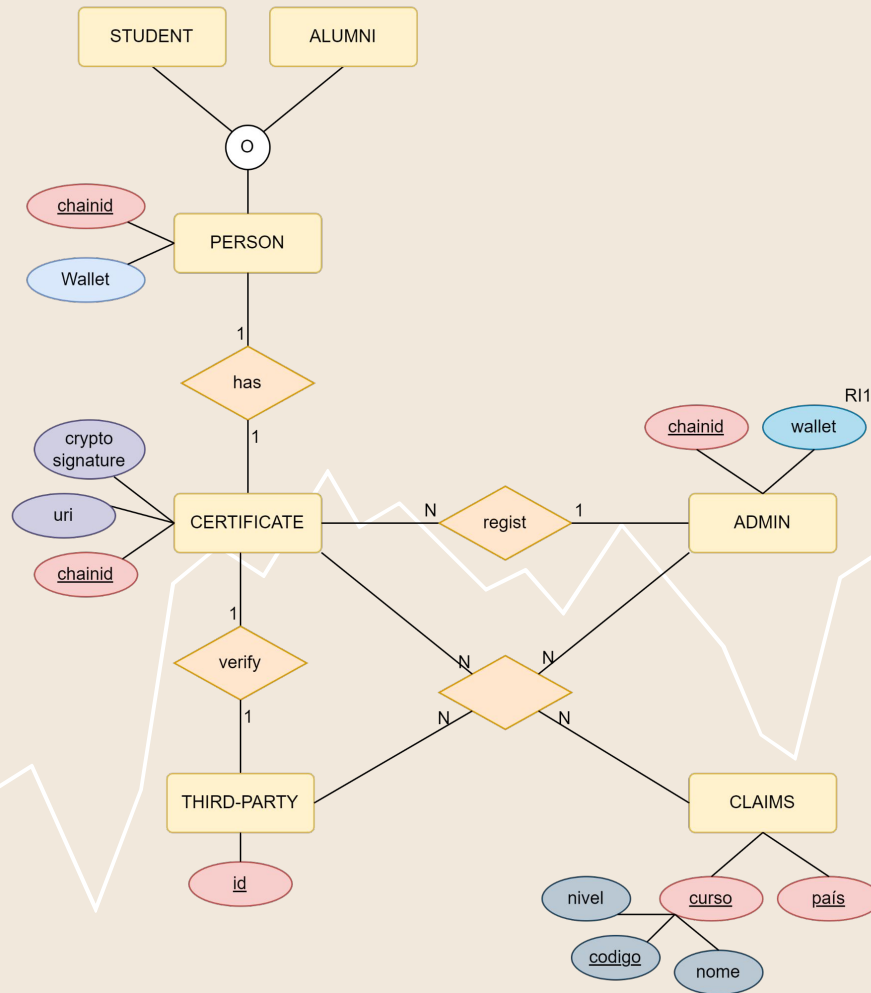 STUDENT
ALUMNI
O
chainid
PERSON
Wallet
1
has
1
crypto
signature
uri
chainid
CERTIFICATE
N
regist
1
chainid
wallet
RI1
ADMIN
1
verify
1
N
N
N
N
THIRD-PARTY
id
CLAIMS
nivel
curso
país
codigo
nome